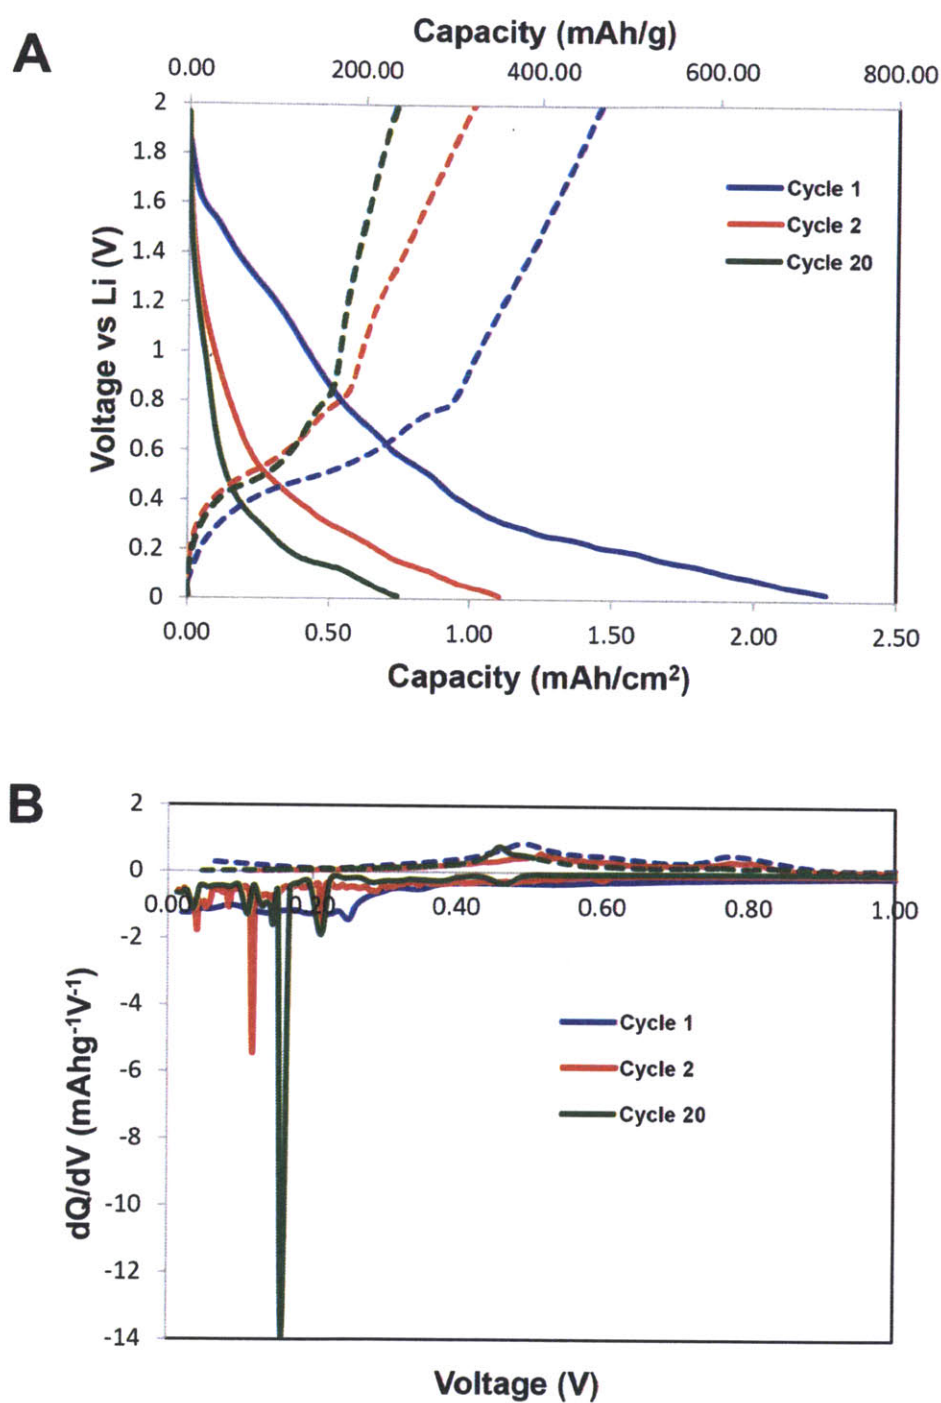 A
Capacity (mAh/g)
0.00 200.00 400.00 600.00 800.00
2
1.8
1.6
1.4
1.2
1
0.8
0.6
0.4
0.2
0
Voltage vs Li (V)
Cycle 1
Cycle 2
Cycle 20
0.00 0.50 1.00 1.50 2.00 2.50
Capacity (mAh/cm²)
B
2
0
-2
-4
-6
-8
-10
-12
-14
dQ/dV (mAhg⁻¹V⁻¹)
0.00 0.20 0.40 0.60 0.80 1.00
Cycle 1
Cycle 2
Cycle 20
Voltage (V)